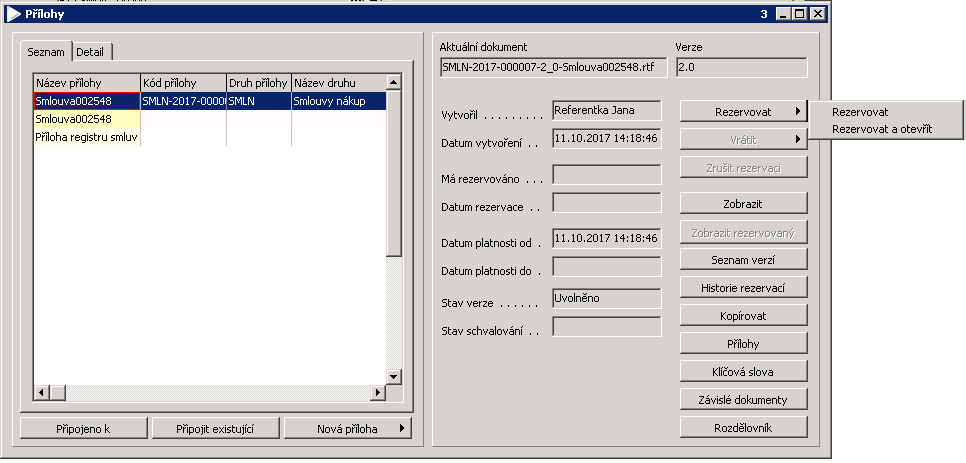 Přílohy 3
Seznam Detail
Název přílohy Kód přílohy Druh přílohy Název druhu
Smlouva002548 SMLN-2017-0000 SMLN Smlouvy nákup
Smlouva002548
Příloha registru smluv
Připojeno k Připojit existující Nová příloha
Aktuální dokument Verze
SMLN-2017-000007-2_0-Smlouva002548.rtf 2.0
Vytvořil . . . . . . . . . Referentka Jana
Datum vytvoření . . 11.10.2017 14:18:46
Má rezervováno . . .
Datum rezervace . .
Datum platnosti od . 11.10.2017 14:18:46
Datum platnosti do .
Stav verze . . . . . . Uvolněno
Stav schvalování . .
Rezervovat
Vrátit
Zrušit rezervaci
Zobrazit
Zobrazit rezervovaný
Seznam verzí
Historie rezervací
Kopírovat
Přílohy
Klíčová slova
Závislé dokumenty
Rozdělovník
Rezervovat
Rezervovat a otevřít